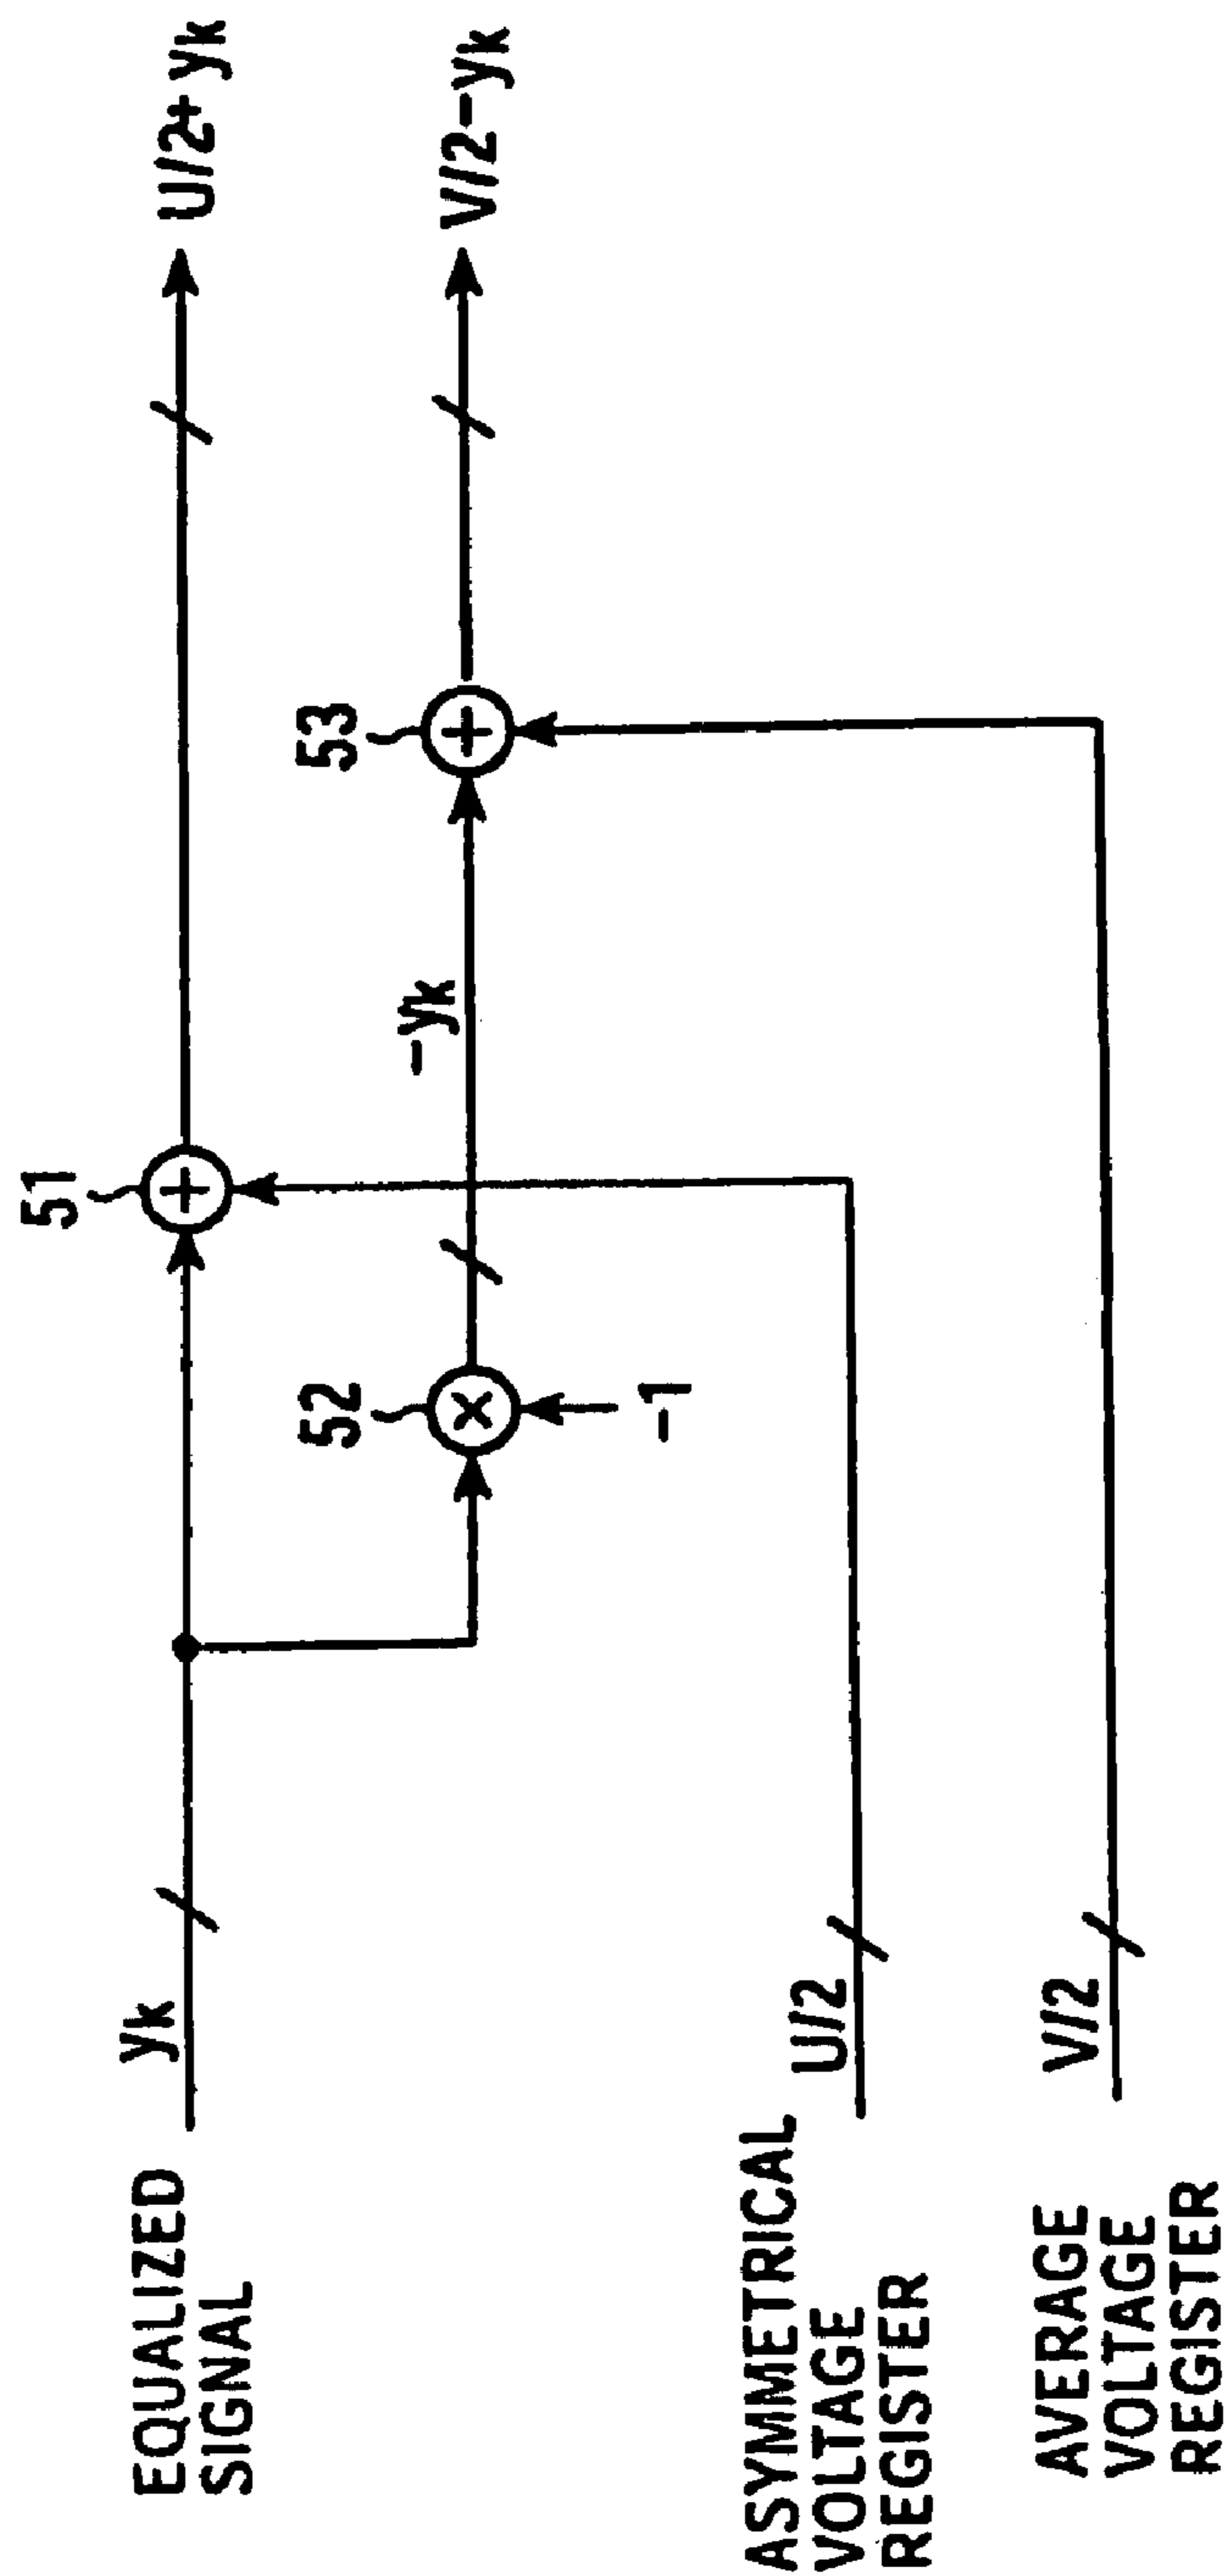 EQUALIZED
SIGNAL
yk
51
U/2+yk
52
-1
-yk
53
V/2-yk
ASYMMETRICAL
VOLTAGE
REGISTER
U/2
AVERAGE
VOLTAGE
REGISTER
V/2